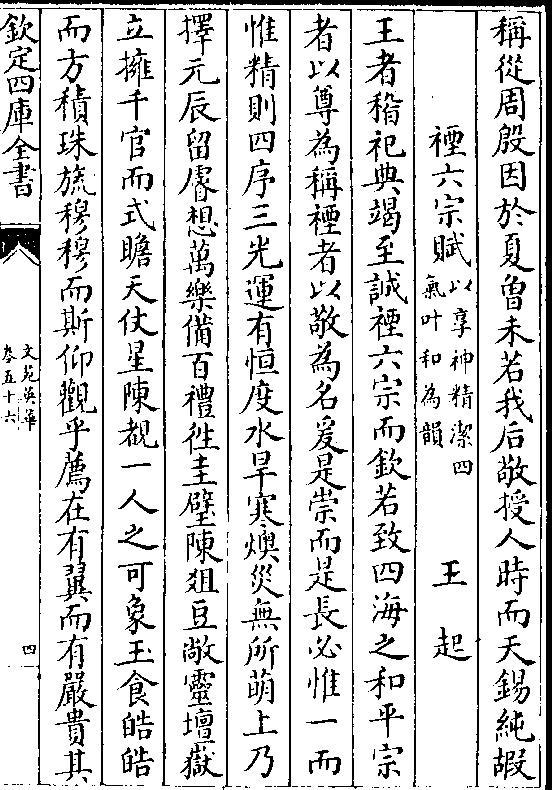 稱從周殷因於夏魯未若我后敬授人時而天錫純嘏
禋六宗賦以享神精潔四氣叶和為韻 王起
王者稽祀典竭至誠禋六宗而欽若致四海之和平宗
者以尊為稱禋者以敬為名爰是崇而是長必惟一而
惟精則四序三光運有恒度水旱寒燠災無所萌上乃
擇元辰留睿想萬樂備百禮徃圭璧陳俎豆敞靈壇嶽
立擁千官而式瞻天仗星陳覩一人之可象玉食皓皓
而方積珠旒穆穆而斯仰觀乎薦在有翼而有嚴貴其
欽定四庫全書
文苑英華
卷五十六
四